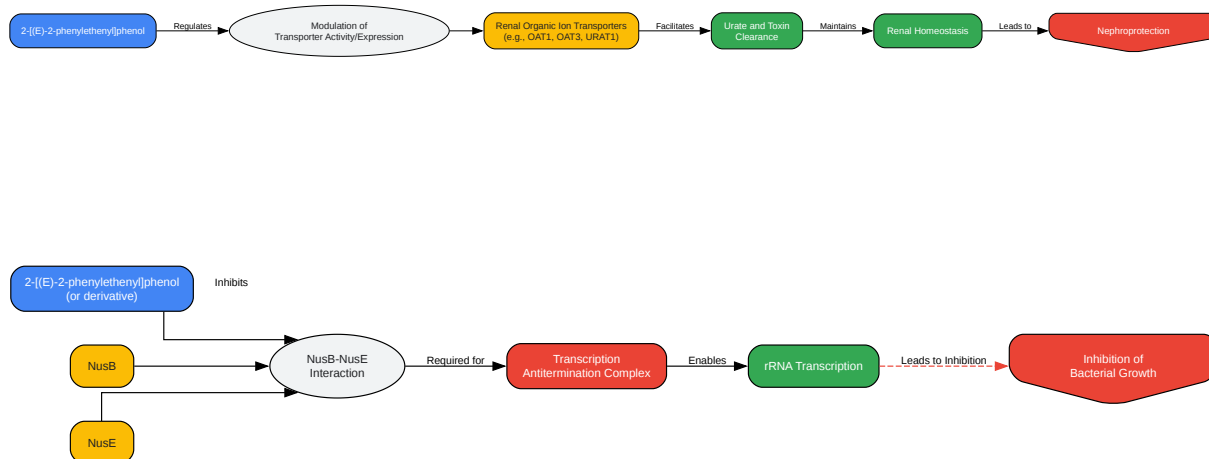 2-[(E)-2-phenylethenyl]phenol
Regulates
Modulation of
Transporter Activity/Expression
Renal Organic Ion Transporters
(e.g., OAT1, OAT3, URAT1)
Facilitates
Urate and Toxin
Clearance
Maintains
Renal Homeostasis
Leads to
Nephroprotection
2-[(E)-2-phenylethenyl]phenol
(or derivative)
Inhibits
NusB
NusE
NusB-NusE
Interaction
Required for
Transcription
Antitermination Complex
Enables
rRNA Transcription
Leads to Inhibition
Inhibition of
Bacterial Growth